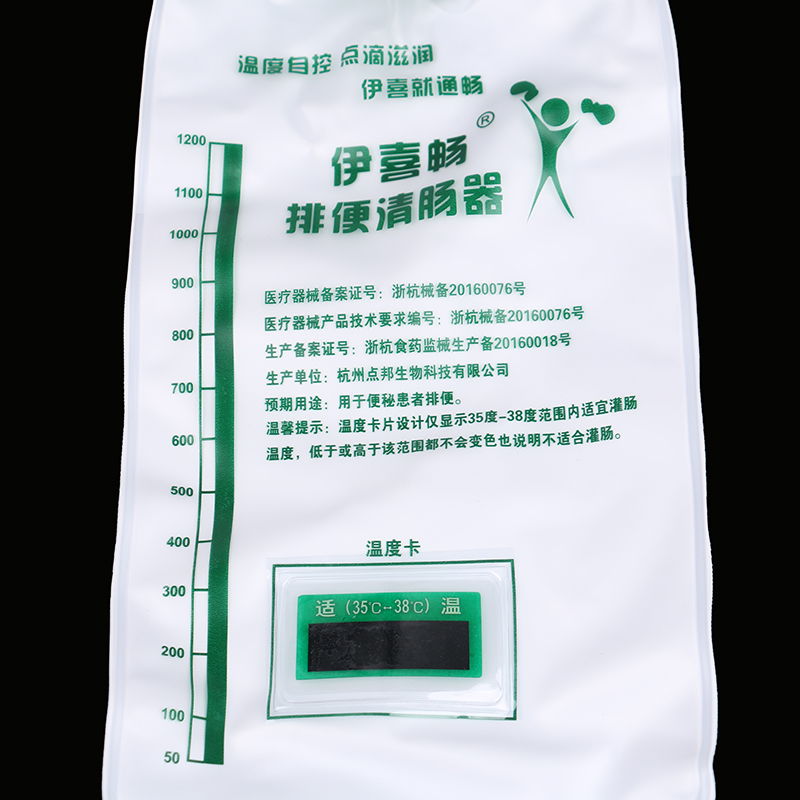 温度自控 点滴滋润
伊喜就通畅
伊喜畅®
排便清肠器
医疗器械备案证号：浙杭械备20160076号
医疗器械产品技术要求编号：浙杭械备20160076号
生产备案证号：浙杭食药监械生产备20160018号
生产单位：杭州点邦生物科技有限公司
预期用途：用于便秘患者排便。
温馨提示：温度卡片设计仅显示35度-38度范围内适宜灌肠
温度，低于或高于该范围都不会变色也说明不适合灌肠。
1200
1100
1000
900
800
700
600
500
400
300
200
100
50
温度卡
适（35℃--38℃）温